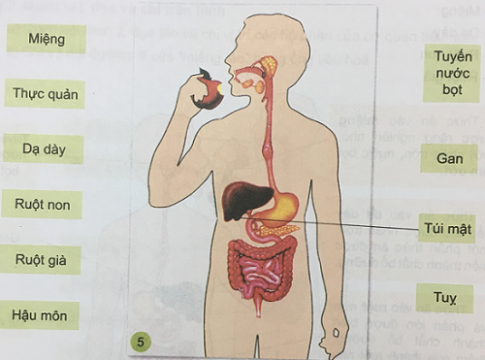 Miệng
Thực quản
Dạ dày
Ruột non
Ruột già
Hậu môn
Tuyến
nước
bọt
Gan
Túi mật
Tuỵ
5